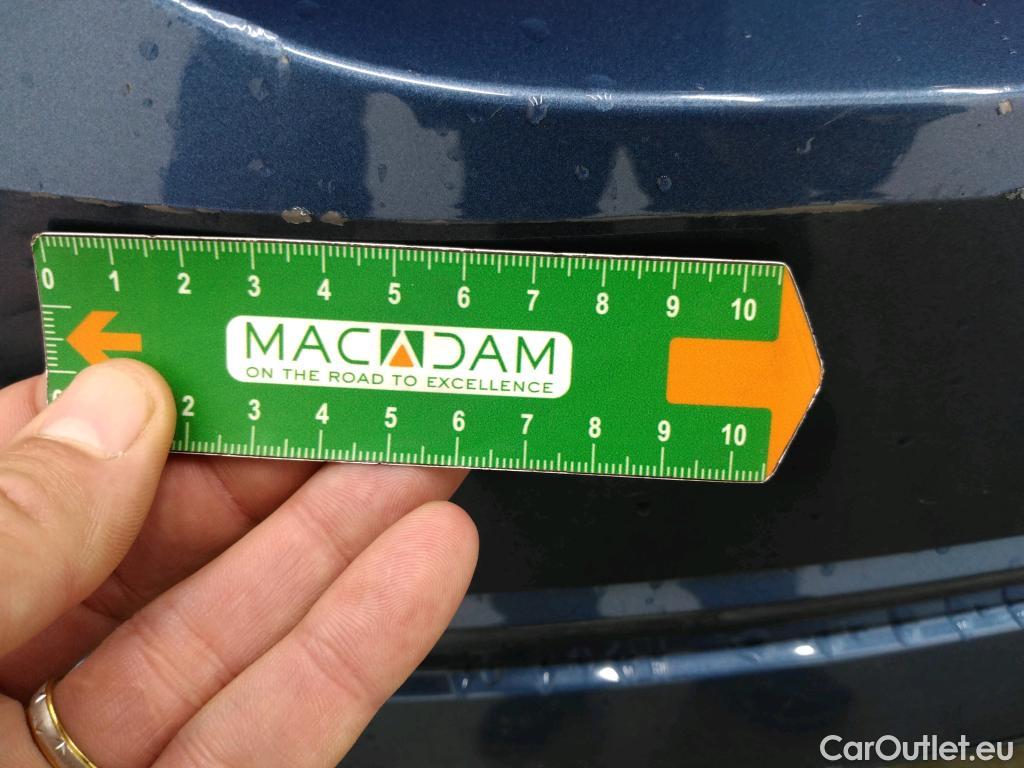 0 1 2 3 4 5 6 7 8 9 10
MACADAM
ON THE ROAD TO EXCELLENCE
2 3 4 5 6 7 8 9 10
CarOutlet.eu